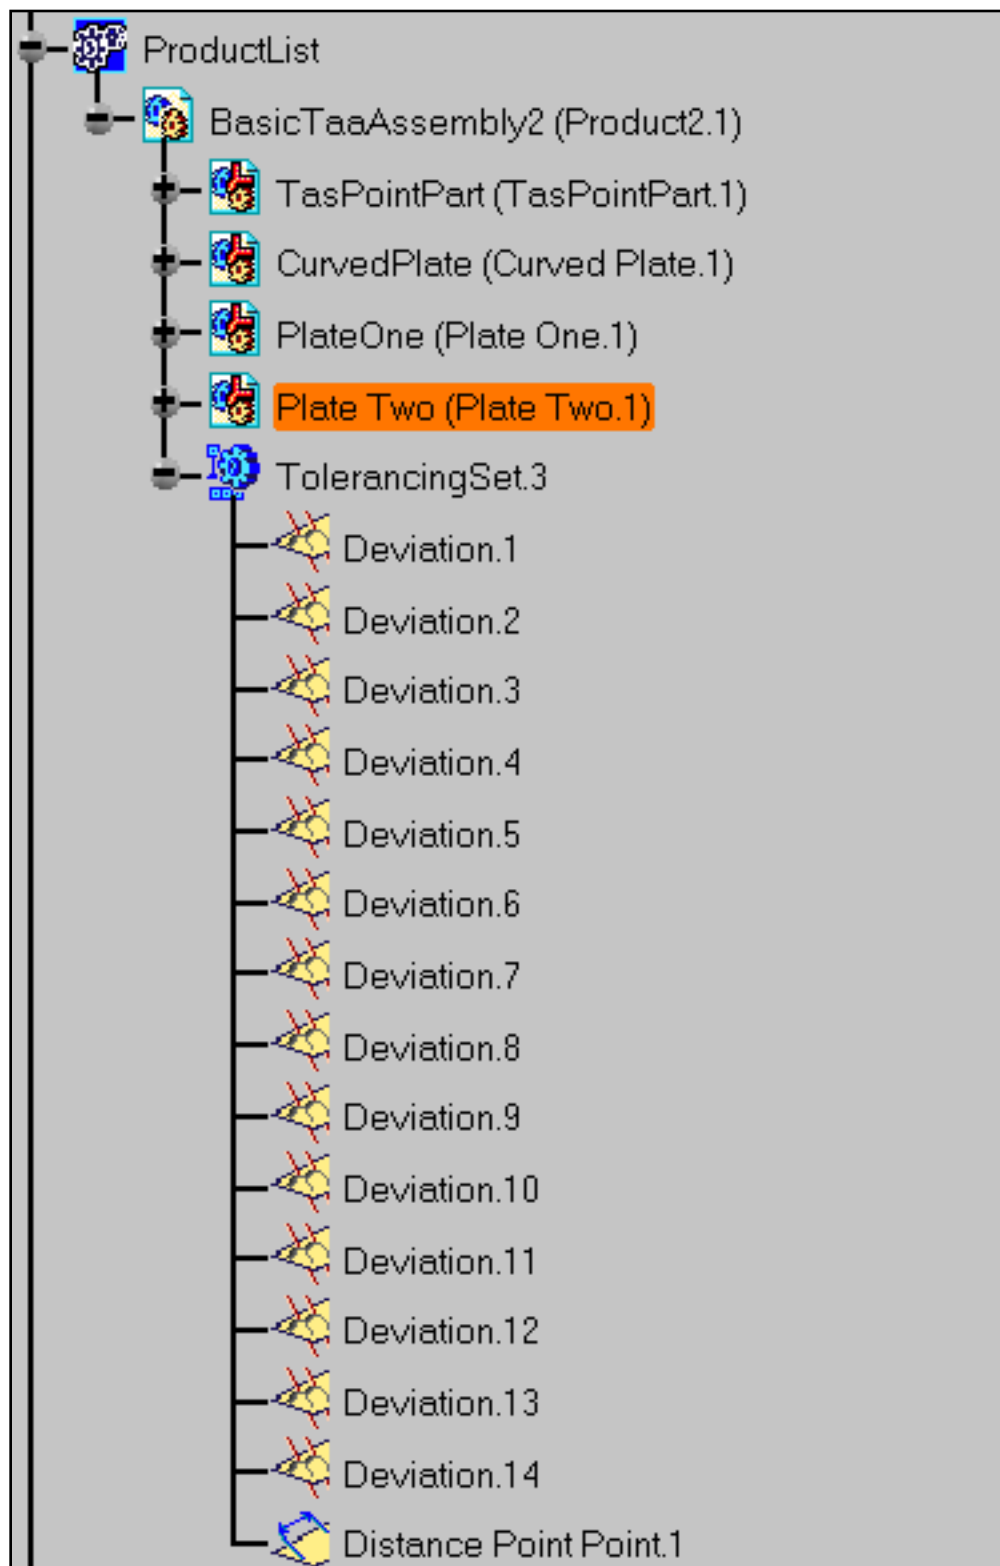 ProductList
BasicTaaAssembly2 (Product2.1)
TasPointPart (TasPointPart.1)
CurvedPlate (Curved Plate.1)
PlateOne (Plate One.1)
Plate Two (Plate Two.1)
TolerancingSet.3
Deviation.1
Deviation.2
Deviation.3
Deviation.4
Deviation.5
Deviation.6
Deviation.7
Deviation.8
Deviation.9
Deviation.10
Deviation.11
Deviation.12
Deviation.13
Deviation.14
Distance Point Point.1